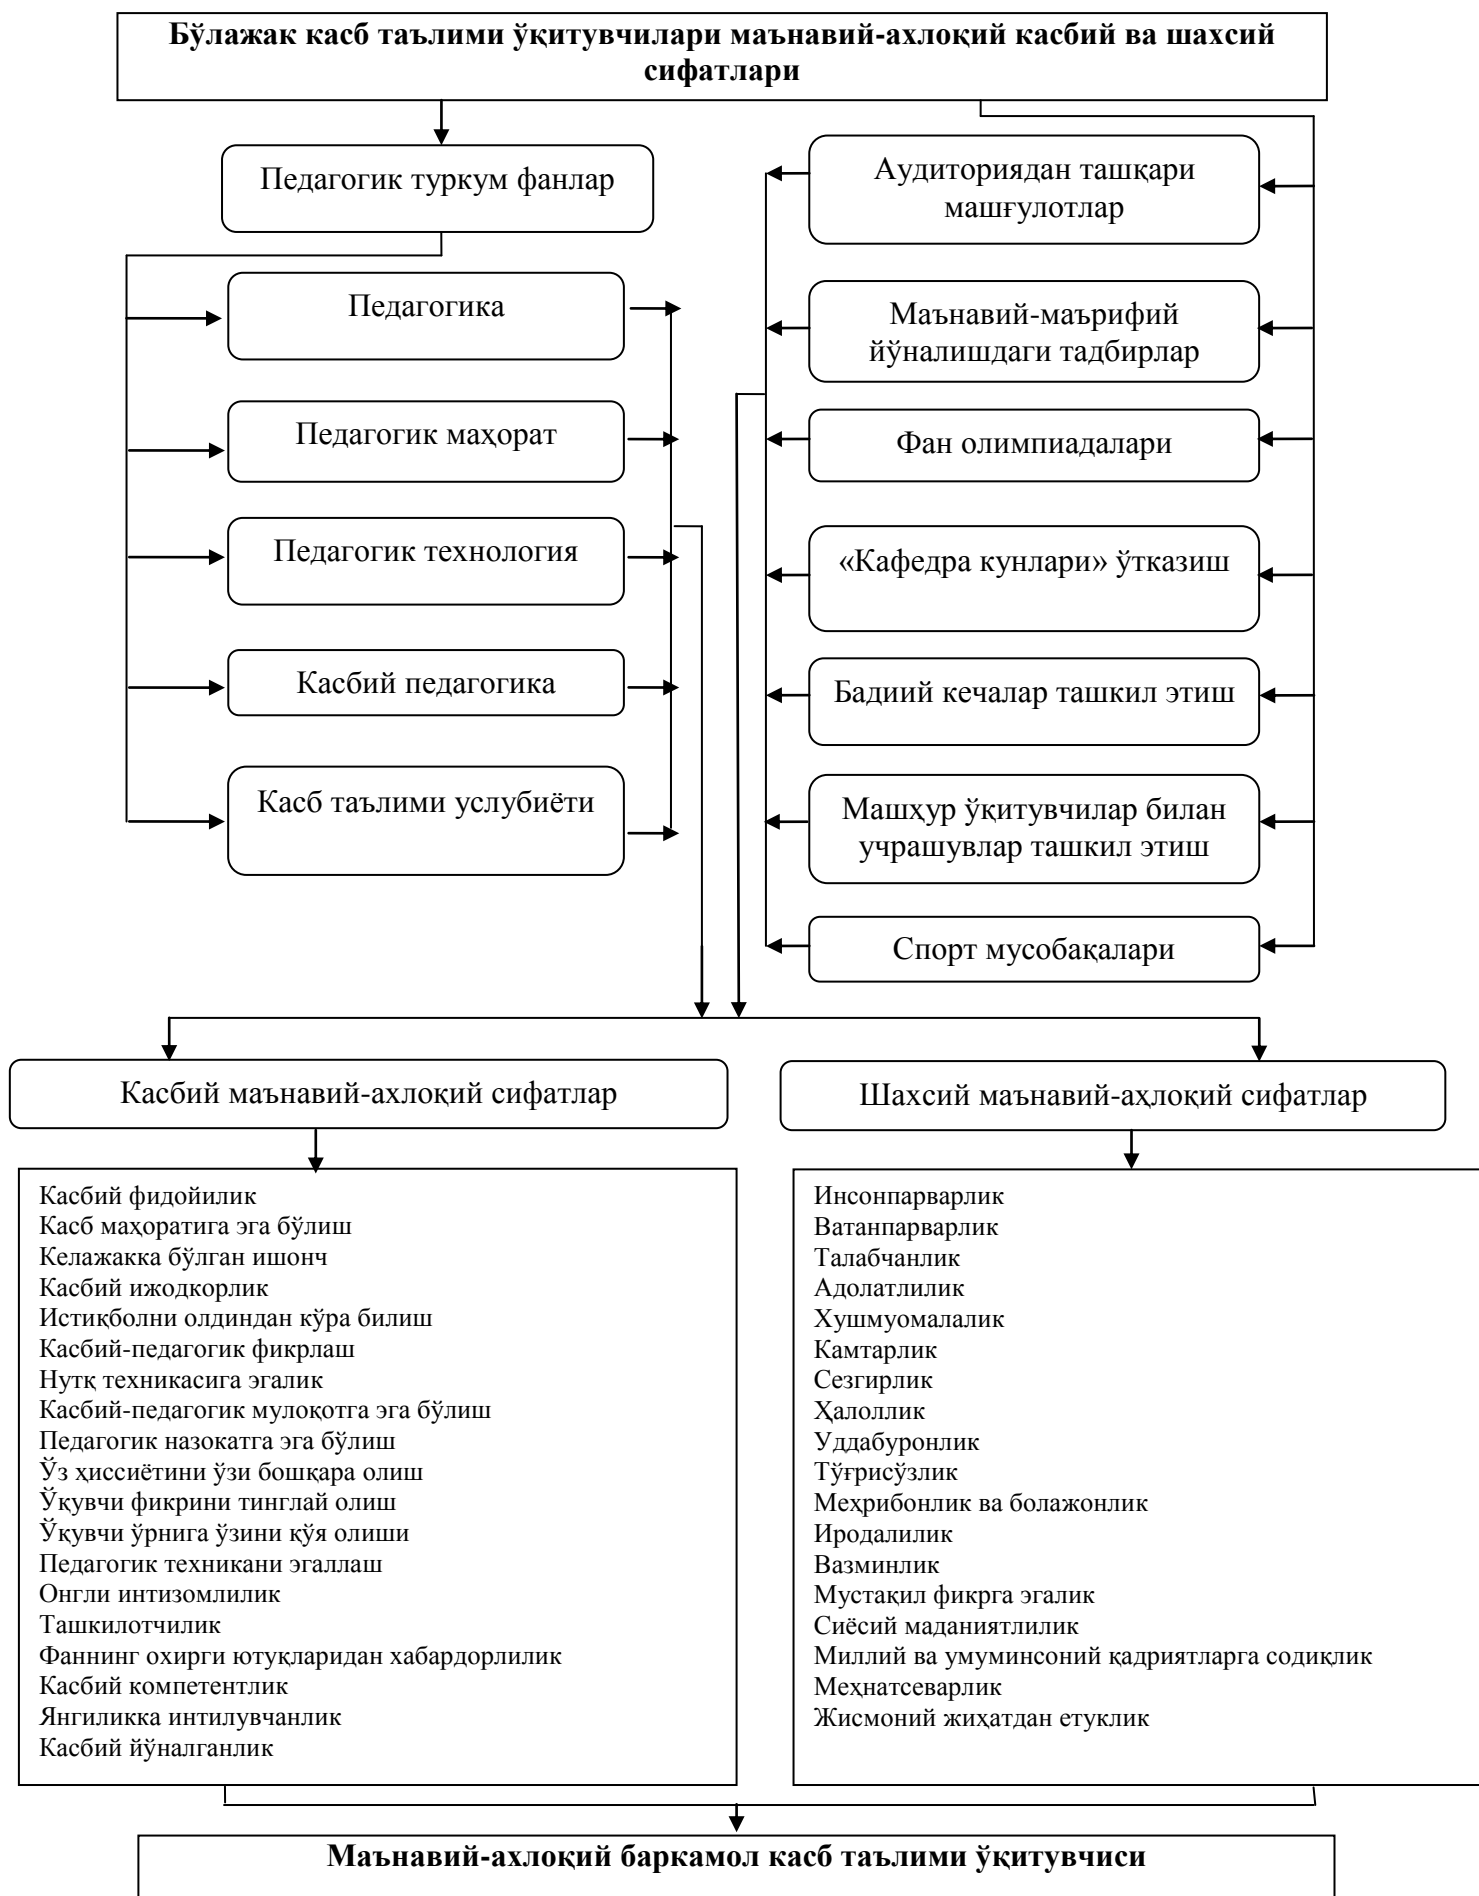 Бўлажак касб таълими ўқитувчилари маънавий-ахлоқий касбий ва шахсий
сифатлари
Педагогик туркум фанлар
Педагогика
Педагогик маҳорат
Педагогик технология
Касбий педагогика
Касб таълими услубиёти
Аудиториядан ташқари
машғулотлар
Маънавий-маърифий
йўналишдаги тадбирлар
Фан олимпиадалари
«Кафедра кунлари» ўтказиш
Бадиий кечалар ташкил этиш
Машҳур ўқитувчилар билан
учрашувлар ташкил этиш
Спорт мусобақалари
Касбий маънавий-ахлоқий сифатлар
Касбий фидойилик
Касб маҳоратига эга бўлиш
Келажакка бўлган ишонч
Касбий ижодкорлик
Истиқболни олдиндан кўра билиш
Касбий-педагогик фикрлаш
Нутқ техникасига эгалик
Касбий-педагогик мулоқотга эга бўлиш
Педагогик назокатга эга бўлиш
Ўз ҳиссиётини ўзи бошқара олиш
Ўқувчи фикрини тинглай олиш
Ўқувчи ўрнига ўзини қўя олиши
Педагогик техникани эгаллаш
Онгли интизомлилик
Ташкилотчилик
Фаннинг охирги ютуқларидан хабардорлилик
Касбий компетентлик
Янгиликка интилувчанлик
Касбий йўналганлик
Шахсий маънавий-аҳлоқий сифатлар
Инсонпарварлик
Ватанпарварлик
Талабчанлик
Адолатлилик
Хушмуомалалик
Камтарлик
Сезгирлик
Ҳалоллик
Уддабуронлик
Тўғрисўзлик
Меҳрибонлик ва болажонлик
Иродалилик
Вазминлик
Мустақил фикрга эгалик
Сиёсий маданиятлилик
Миллий ва умуминсоний қадриятларга содиқлик
Меҳнатсеварлик
Жисмоний жиҳатдан етуклик
Маънавий-ахлоқий баркамол касб таълими ўқитувчиси